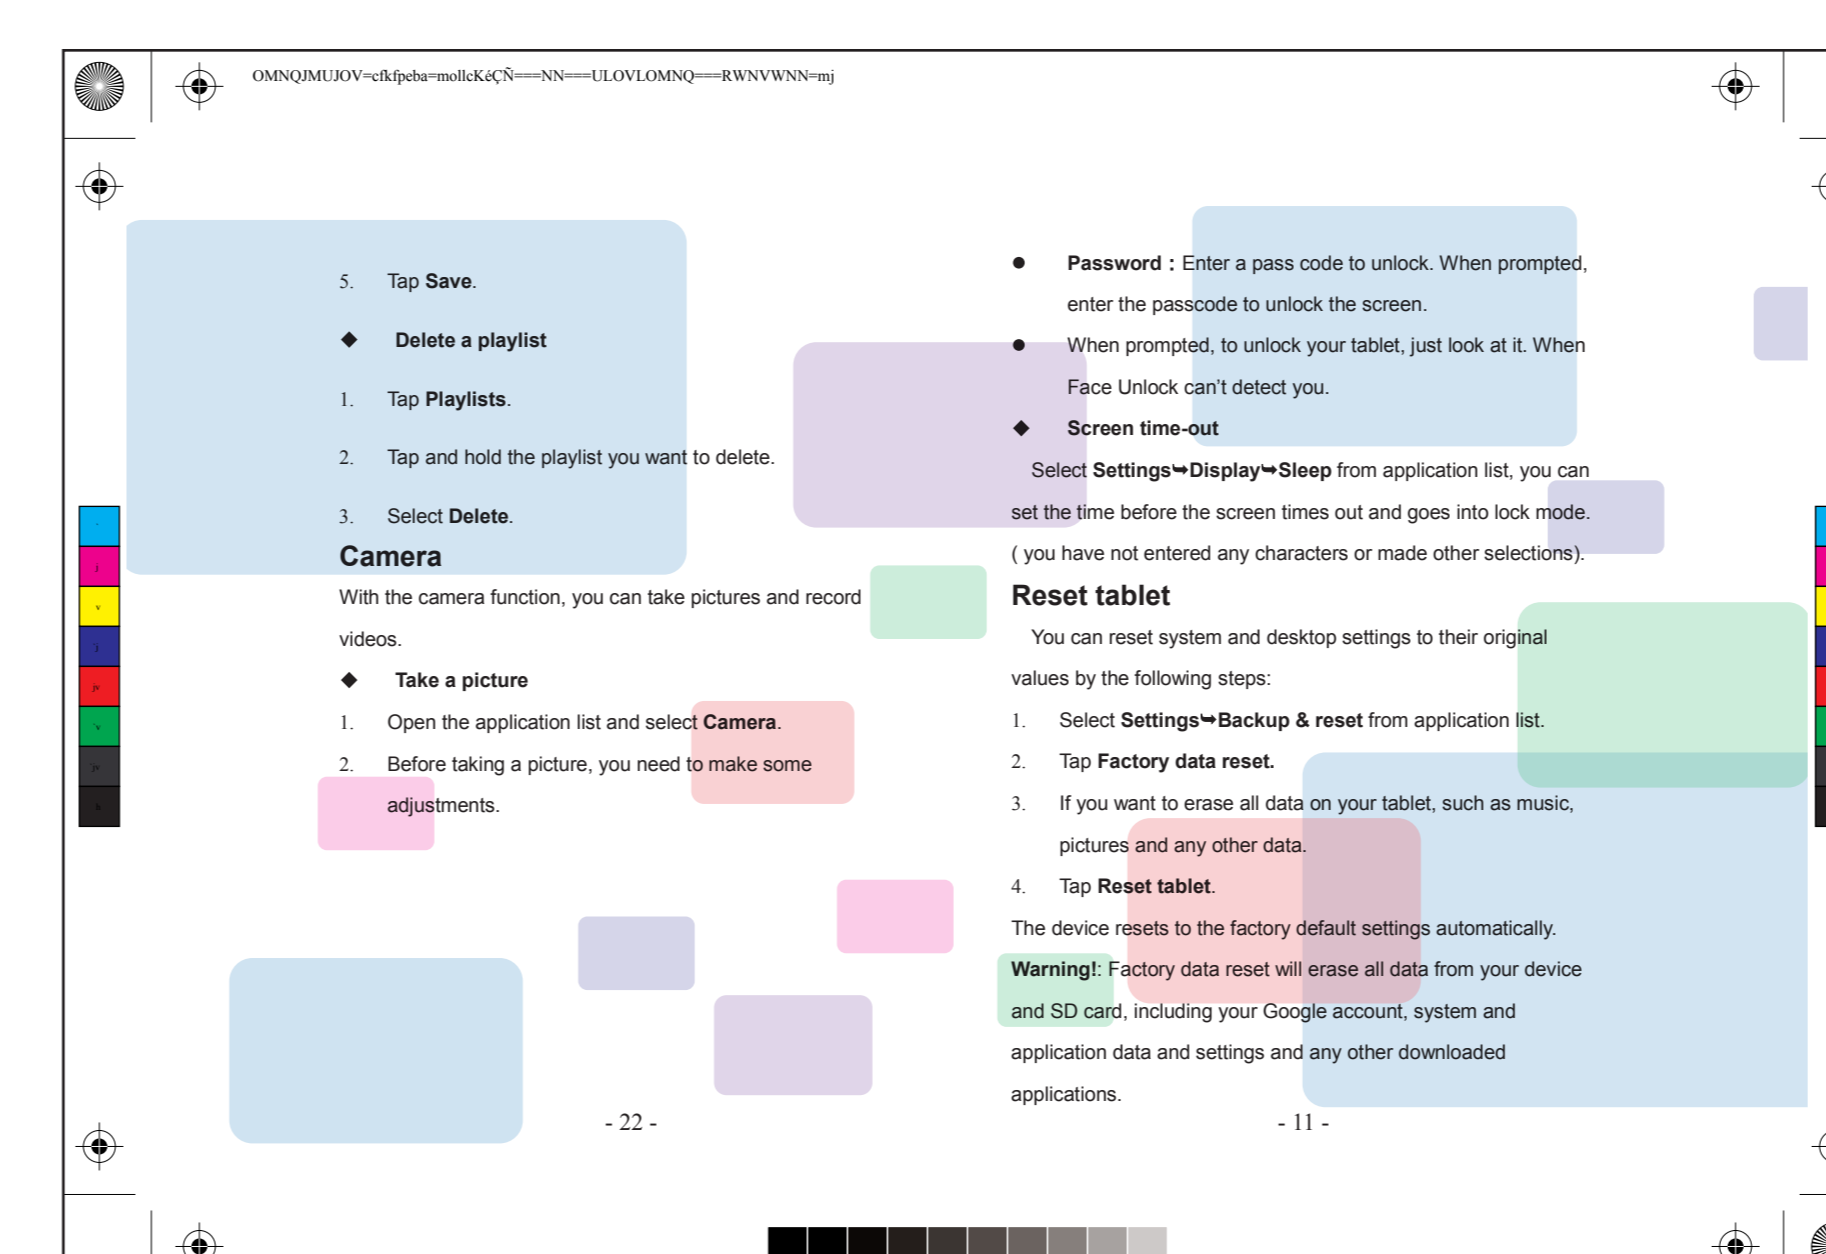 OMNQJMUJOV=cfkfpeba=mollcKéÇÑ===NN===ULOVLOMNQ===RWNVWNN=mj
5. Tap Save.
◆ Delete a playlist
1. Tap Playlists.
2. Tap and hold the playlist you want to delete.
3. Select Delete.
Camera
With the camera function, you can take pictures and record
videos.
◆ Take a picture
1. Open the application list and select Camera.
2. Before taking a picture, you need to make some
adjustments.
- 22 -
● Password：Enter a pass code to unlock. When prompted,
enter the passcode to unlock the screen.
● When prompted, to unlock your tablet, just look at it. When
Face Unlock can’t detect you.
◆ Screen time-out
Select Settings➥Display➥Sleep from application list, you can
set the time before the screen times out and goes into lock mode.
( you have not entered any characters or made other selections).
Reset tablet
You can reset system and desktop settings to their original
values by the following steps:
1. Select Settings➥Backup & reset from application list.
2. Tap Factory data reset.
3. If you want to erase all data on your tablet, such as music,
pictures and any other data.
4. Tap Reset tablet.
The device resets to the factory default settings automatically.
Warning!: Factory data reset will erase all data from your device
and SD card, including your Google account, system and
application data and settings and any other downloaded
applications.
- 11 -